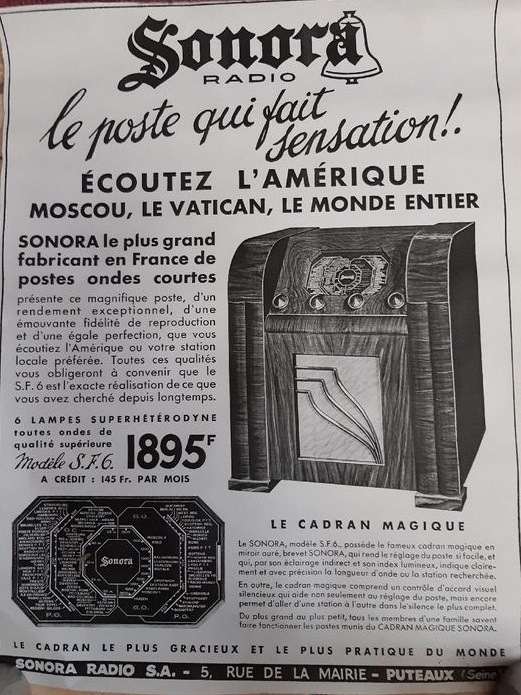 Sonora
RADIO
le poste qui fait
sensation!.
ÉCOUTEZ L'AMÉRIQUE
MOSCOU, LE VATICAN, LE MONDE ENTIER
SONORA le plus grand
fabricant en France de
postes ondes courtes
présente ce magnifique poste, d'un
rendement exceptionnel, d'une
émouvante fidélité de reproduction
et d'une égale perfection, que vous
écoutiez l'Amérique ou votre station
locale préférée. Toutes ces qualités
vous obligeront à convenir que le
S.F. 6 est l'exacte réalisation de ce que
vous avez cherché depuis longtemps.
6 LAMPES SUPERHÉTÉRODYNE
toutes ondes de
qualité supérieure
Modèle S.F.6. 1895F
A CRÉDIT : 145 Fr. PAR MOIS
Sonora
G.O.
P.O.
P.O.
LE CADRAN MAGIQUE
Le SONORA, modèle S.F.6., possède le fameux cadran magique en
miroir auré, brevet SONORA, qui rend le réglage du poste si facile, et
qui, par son éclairage indirect et son index lumineux, indique claire-
ment et avec précision la longueur d'onde ou la station recherchée.
En outre, le cadran magique comprend un contrôle d'accord visuel
silencieux qui aide non seulement au réglage du poste, mais encore
permet d'aller d'une station à l'autre dans le silence le plus complet.
Du plus grand au plus petit, tous les membres d'une famille savent
faire fonctionner les postes munis du CADRAN MAGIQUE SONORA.
LE CADRAN LE PLUS GRACIEUX ET LE PLUS PRATIQUE DU MONDE
SONORA RADIO S.A. - 5, RUE DE LA MAIRIE - PUTEAUX (Seine)